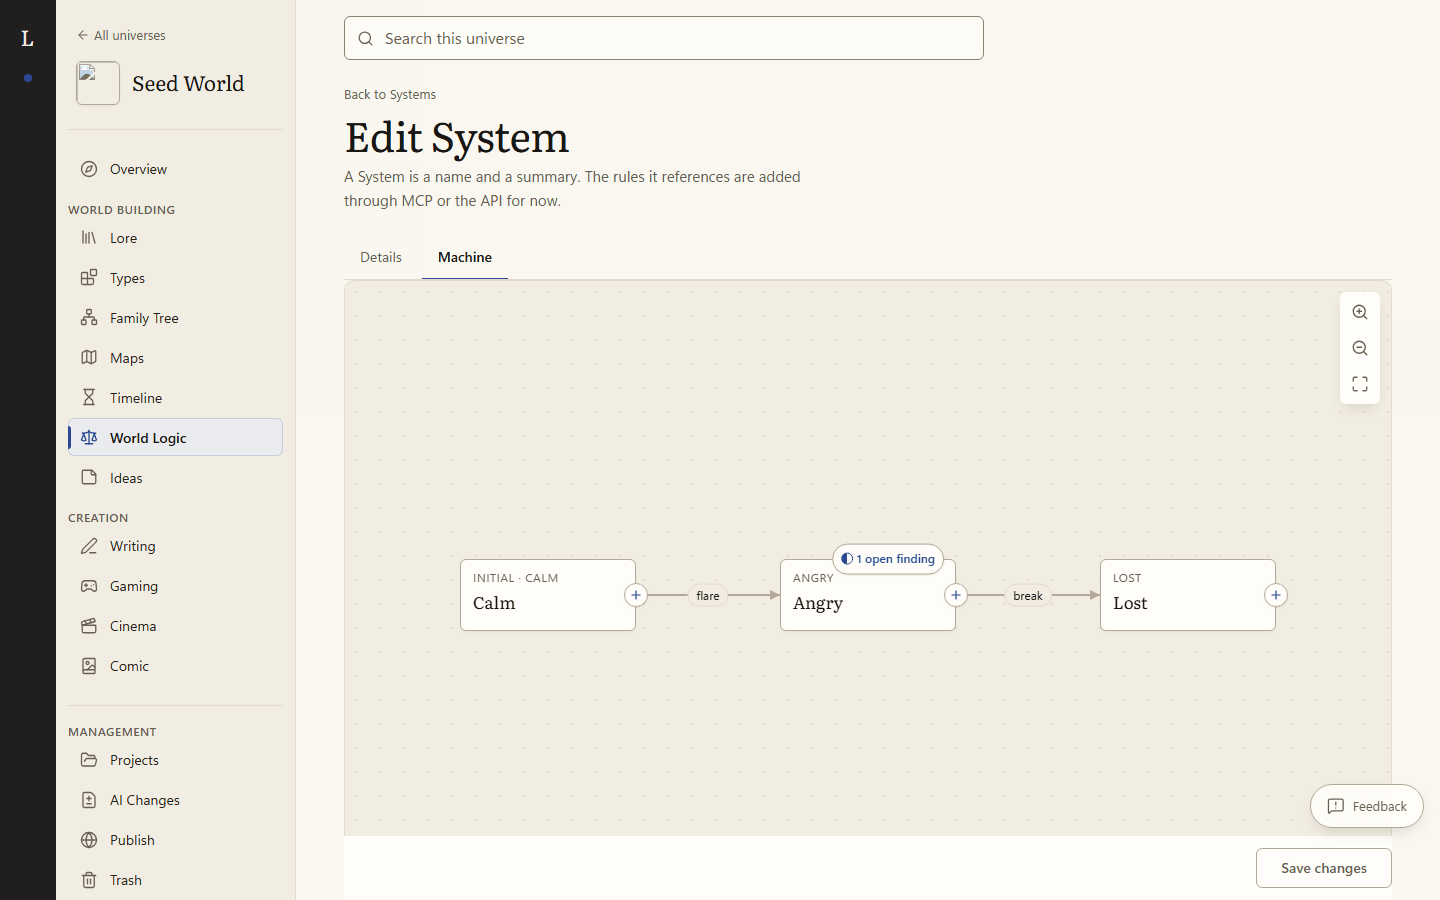 L
All universes
Seed World
Overview
WORLD BUILDING
Lore
Types
Family Tree
Maps
Timeline
World Logic
Ideas
CREATION
Writing
Gaming
Cinema
Comic
MANAGEMENT
Projects
AI Changes
Publish
Trash
Search this universe
Back to Systems
Edit System
A System is a name and a summary. The rules it references are added
through MCP or the API for now.
Details
Machine
INITIAL · CALM
Calm
flare
1 open finding
ANGRY
Angry
break
LOST
Lost
Feedback
Save changes